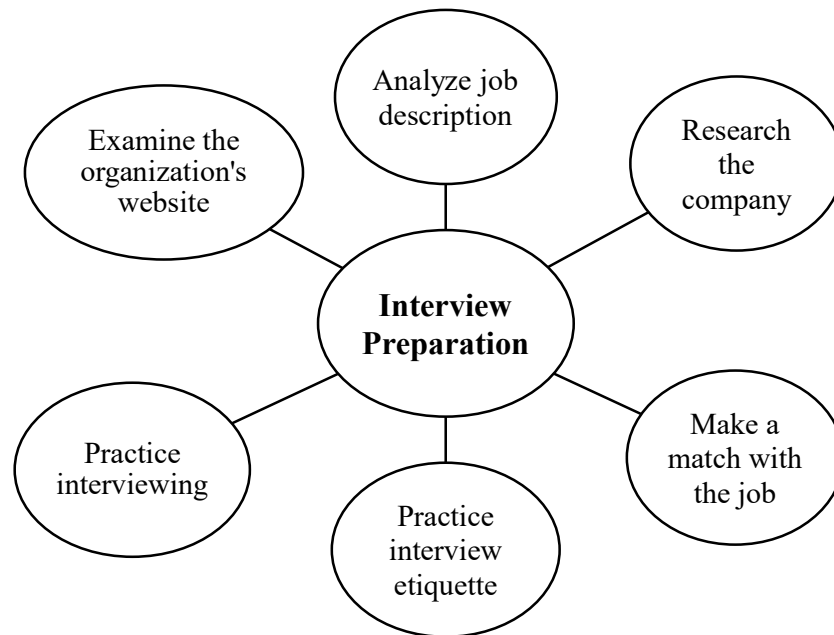 Analyze job
description
Examine the
organization's
website
Research
the
company
Interview
Preparation
Practice
interviewing
Practice
interview
etiquette
Make a
match with
the job